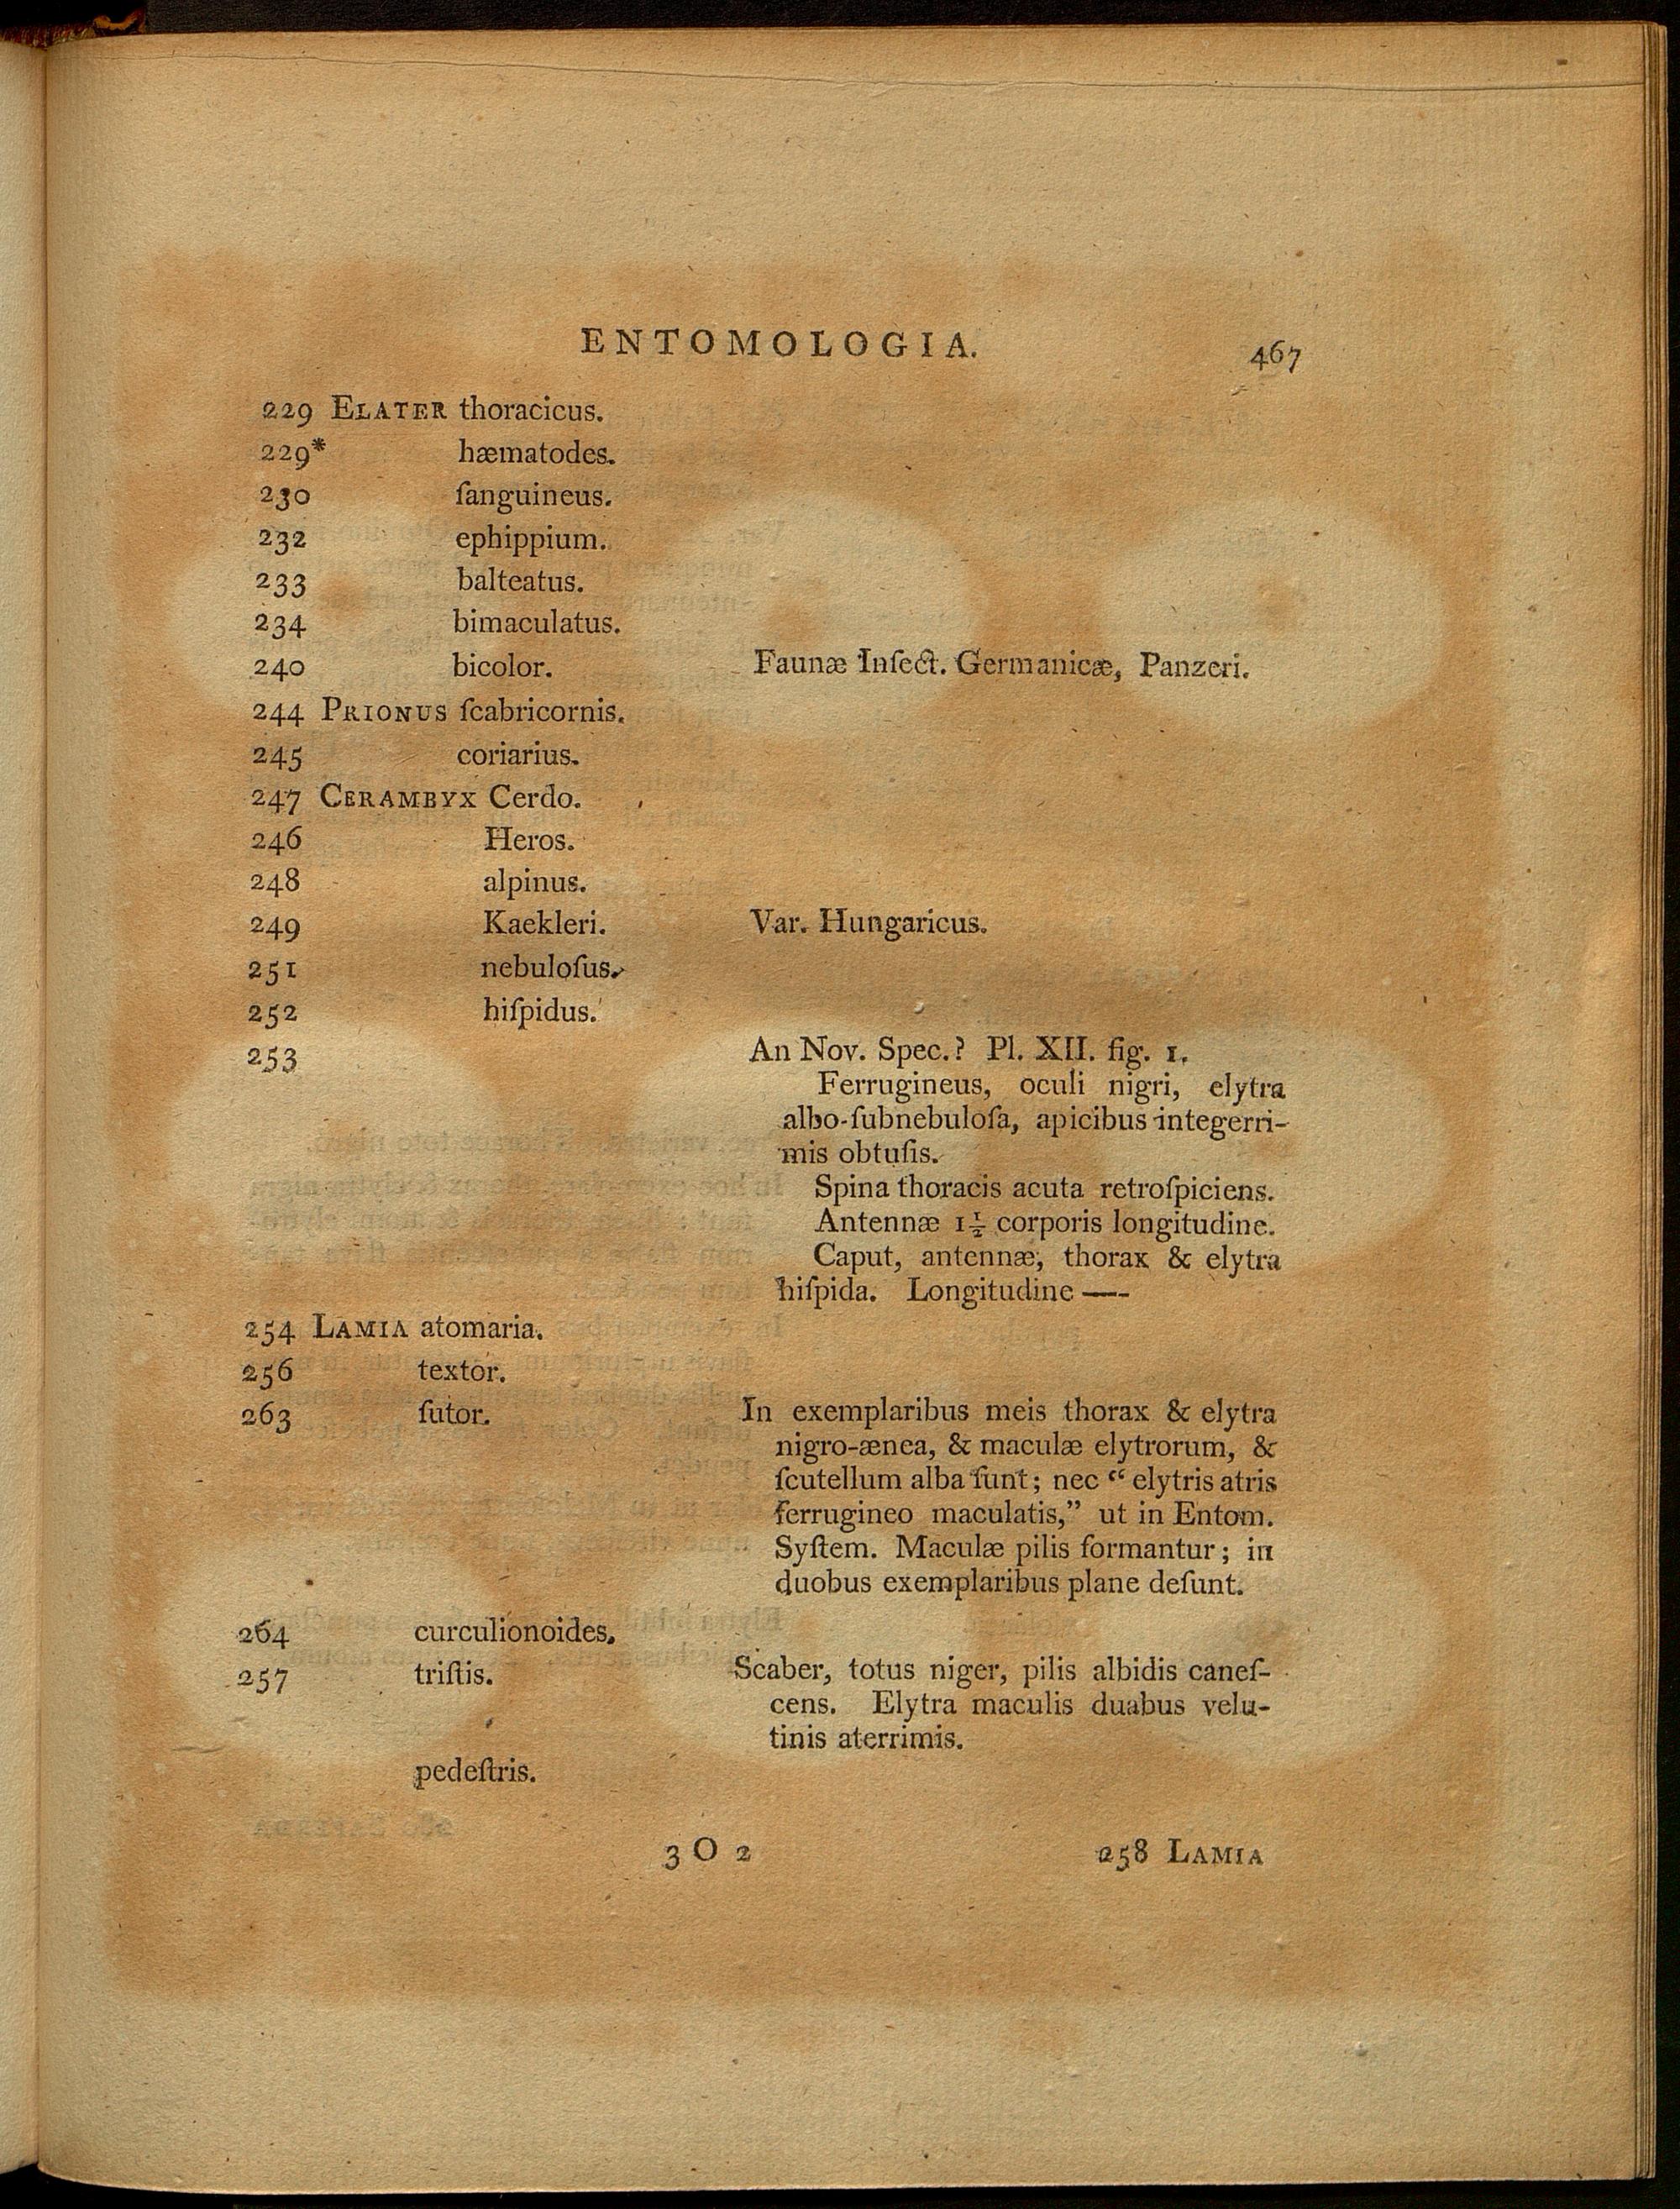 ENTOMOLOGIA.
467
229 ELATER thoracicus.
229* hæmatodes.
230 ſanguineus.
232 ephippium.
233 balteatus.
234 bimaculatus.
240 bicolor. Faunæ Inſect. Germanicæ, Panzeri.
244 PRIONUS ſcabricornis.
245 coriarius.
247 CERAMBYX Cerdo.
246 Heros.
248 alpinus.
249 Kaekleri. Var. Hungaricus.
251 nebuloſus.
252 hiſpidus.
253 An Nov. Spec.? Pl. XII. fig. 1.
Ferrugineus, oculi nigri, elytra
albo-ſubnebuloſa, apicibus integerri-
mis obtuſis.
Spina thoracis acuta retroſpiciens.
Antennæ 1½ corporis longitudine.
Caput, antennæ, thorax & elytra
hiſpida. Longitudine —-
254 LAMIA atomaria.
256 textor.
263 ſutor. In exemplaribus meis thorax & elytra
nigro-ænea, & maculæ elytrorum, &
ſcutellum alba ſunt; nec “ elytris atris
ferrugineo maculatis,” ut in Entom.
Syſtem. Maculæ pilis formantur; in
duobus exemplaribus plane deſunt.
264 curculionoides.
257 triſtis. Scaber, totus niger, pilis albidis caneſ-
cens. Elytra maculis duabus velu-
tinis aterrimis.
pedeſtris.
3 O 2 258 LAMIA